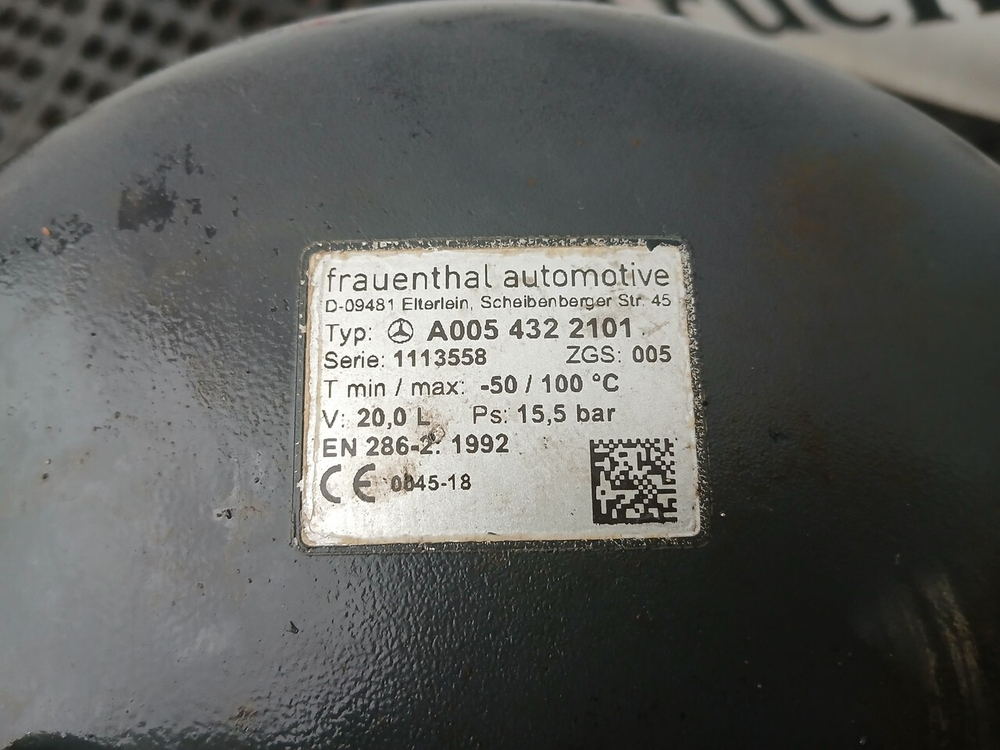 frauenthal automotive
D-09481 Elterlein, Scheibenberger Str. 45
Typ: A005 432 2101
Serie: 1113558 ZGS: 005
T min / max: -50 / 100 °C
V: 20,0 L Ps: 15,5 bar
EN 286-2: 1992
CE 0045-18